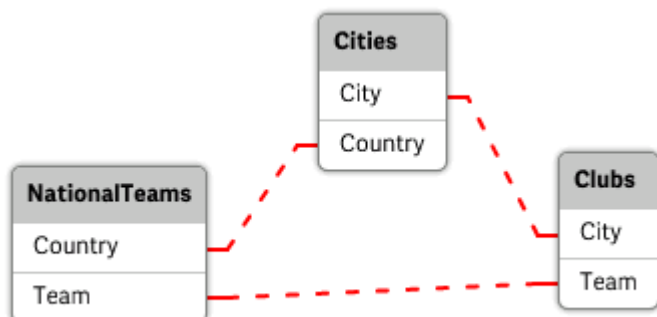 Cities
City
Country
NationalTeams
Country
Team
Clubs
City
Team